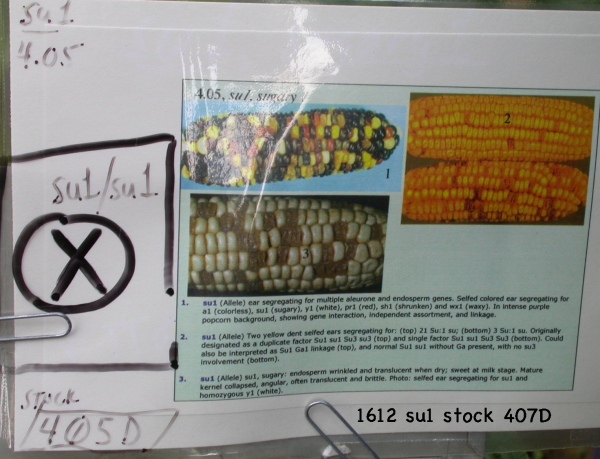 su1
4.05
su1/su1
X
STOCK
405D
4.05, su1, sugary
1
2
3
1. su1 (Allele) ear segregating for multiple aleurone and endosperm genes. Selfed colored ear segregating for
a1 (colorless), su1 (sugary), y1 (white), pr1 (red), sh1 (shrunken) and wx1 (waxy). In intense purple
popcorn background, showing gene interaction, independent assortment, and linkage.
2. su1 (Allele) Two yellow dent selfed ears segregating for: (top) 21 Su:1 su; (bottom) 3 Su:1 su. Originally
designated as a duplicate factor Su1 su1 Su3 su3 (top) and single factor Su1 su1 Su3 Su3 (bottom). Could
also be interpreted as Su1 Ga1 linkage (top), and normal Su1 su1 without Ga present, with no su3
involvement (bottom).
3. su1 (Allele) su1, sugary: endosperm wrinkled and translucent when dry; sweet at milk stage. Mature
kernel collapsed, angular, often translucent and brittle. Photo: selfed ear segregating for su1 and
homozygous y1 (white).
1612 su1 stock 407D